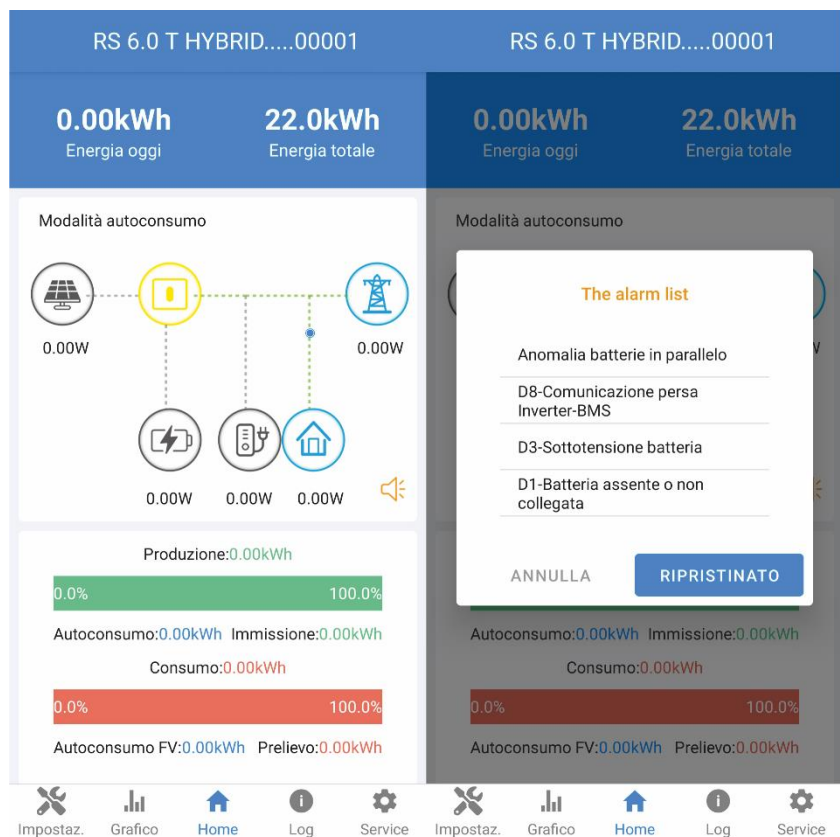 RS 6.0 T HYBRID.....00001
0.00kWh 22.0kWh
Energia oggi Energia totale
Modalità autoconsumo
0.00W 0.00W
0.00W 0.00W 0.00W
Produzione:0.00kWh
0.0% 100.0%
Autoconsumo:0.00kWh Immissione:0.00kWh
Consumo:0.00kWh
0.0% 100.0%
Autoconsumo FV:0.00kWh Prelievo:0.00kWh
Impostaz. Grafico Home Log Service
RS 6.0 T HYBRID.....00001
0.00kWh 22.0kWh
Energia oggi Energia totale
Modalità autoconsumo
The alarm list
Anomalia batterie in parallelo
D8-Comunicazione persa
Inverter-BMS
D3-Sottotensione batteria
D1-Batteria assente o non
collegata
ANNULLA RIPRISTINATO
Autoconsumo:0.00kWh Immissione:0.00kWh
Consumo:0.00kWh
0.0% 100.0%
Autoconsumo FV:0.00kWh Prelievo:0.00kWh
Impostaz. Grafico Home Log Service